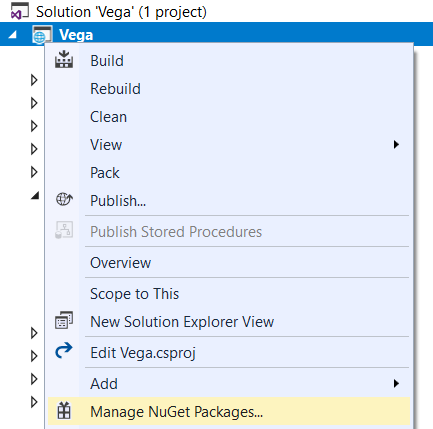 Solution 'Vega' (1 project)
Vega
Build
Rebuild
Clean
View
Pack
Publish...
Publish Stored Procedures
Overview
Scope to This
New Solution Explorer View
Edit Vega.csproj
Add
Manage NuGet Packages...